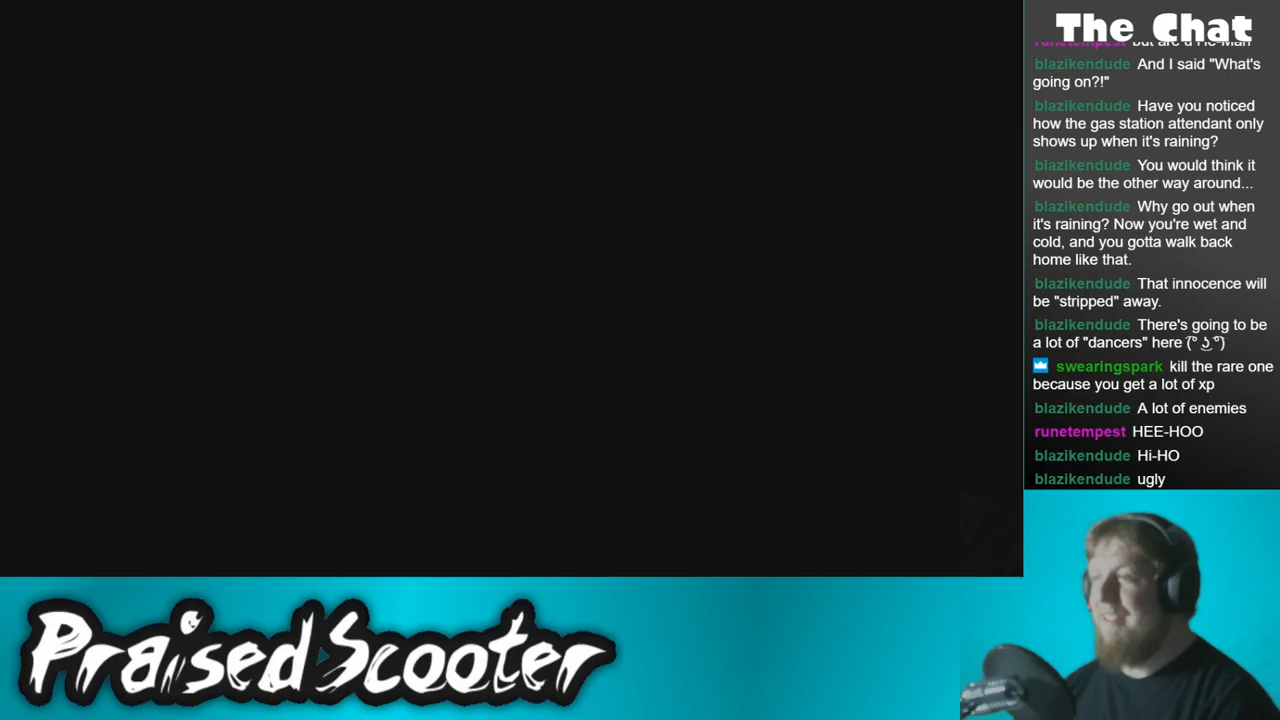 The Chat
runetempest but are u He-Man
blazikendude And I said "What's
going on?!"
blazikendude Have you noticed
how the gas station attendant only
shows up when it's raining?
blazikendude You would think it
would be the other way around...
blazikendude Why go out when
it's raining? Now you're wet and
cold, and you gotta walk back
home like that.
blazikendude That innocence will
be "stripped" away.
blazikendude There's going to be
a lot of "dancers" here ( ͡° ͜ʖ ͡°)
swearingspark kill the rare one
because you get a lot of xp
blazikendude A lot of enemies
runetempest HEE-HOO
blazikendude Hi-HO
blazikendude ugly
PraisedScooter